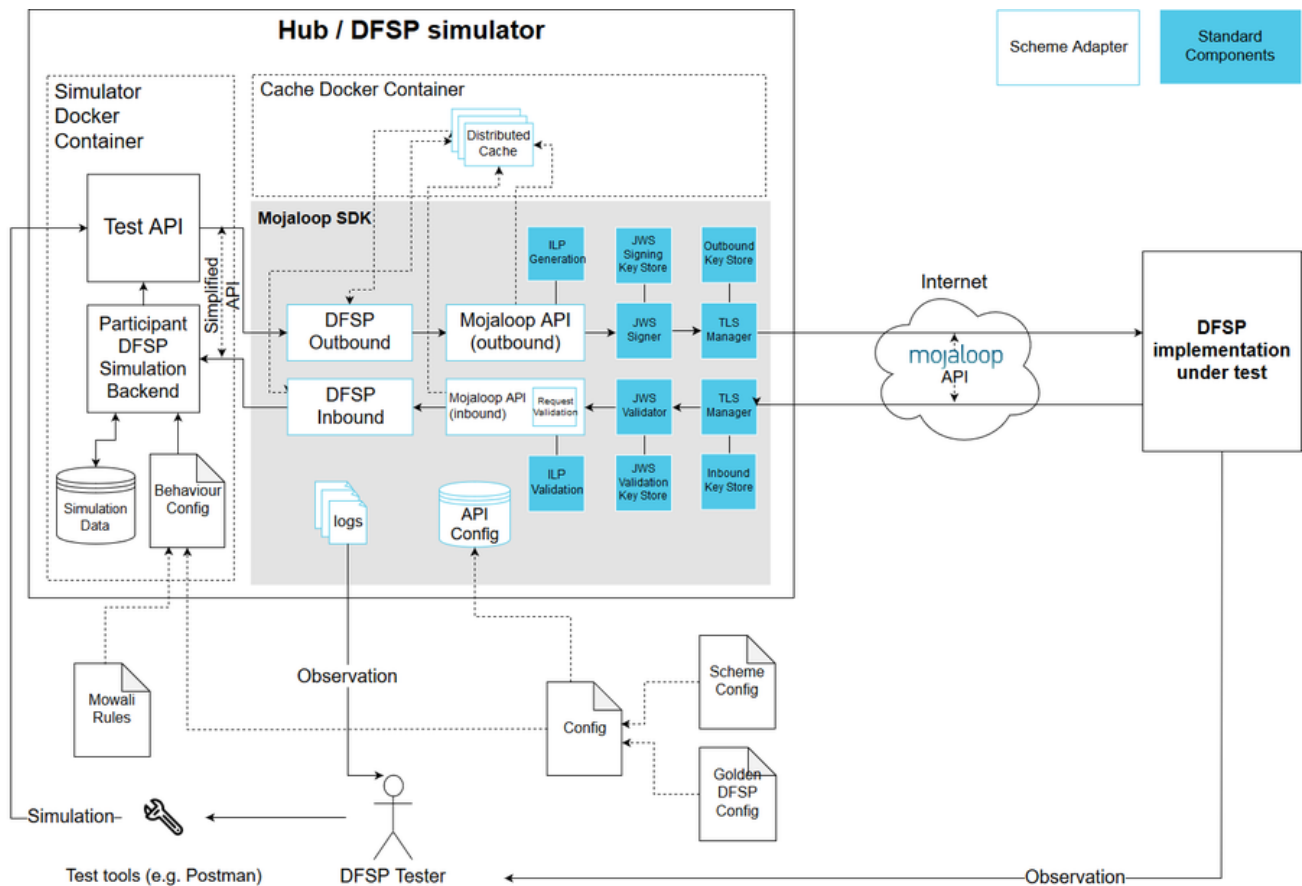 Hub / DFSP simulator
Scheme Adapter
Standard
Components
Simulator
Docker
Container
Cache Docker Container
Distributed
Cache
Test API
Mojaloop SDK
Simplified
API
ILP
Generation
JWS
Signing
Key Store
Outbound
Key Store
Participant
DFSP
Simulation
Backend
DFSP
Outbound
Mojaloop API
(outbound)
JWS
Signer
TLS
Manager
Internet
mojaloop
API
DFSP
implementation
under test
DFSP
Inbound
Mojaloop API
(inbound)
Request
Validation
JWS
Validator
TLS
Manager
Simulation
Data
Behaviour
Config
logs
API
Config
ILP
Validation
JWS
Validation
Key Store
Inbound
Key Store
Mowali
Rules
Observation
Config
Scheme
Config
Golden
DFSP
Config
Simulation
Test tools (e.g. Postman)
DFSP Tester
Observation